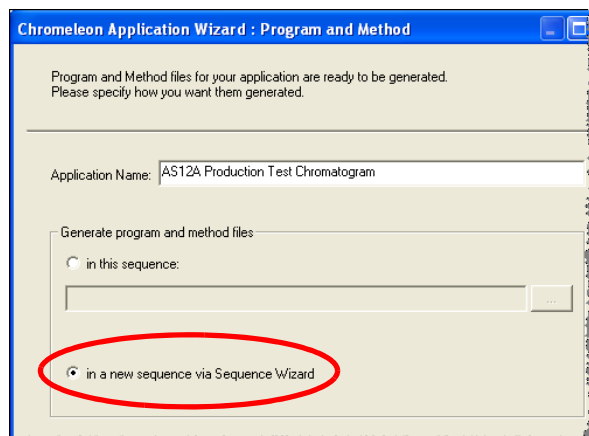 Chromeleon Application Wizard : Program and Method
Program and Method files for your application are ready to be generated.
Please specify how you want them generated.
Application Name: AS12A Production Test Chromatogram
Generate program and method files
in this sequence:
...
in a new sequence via Sequence Wizard